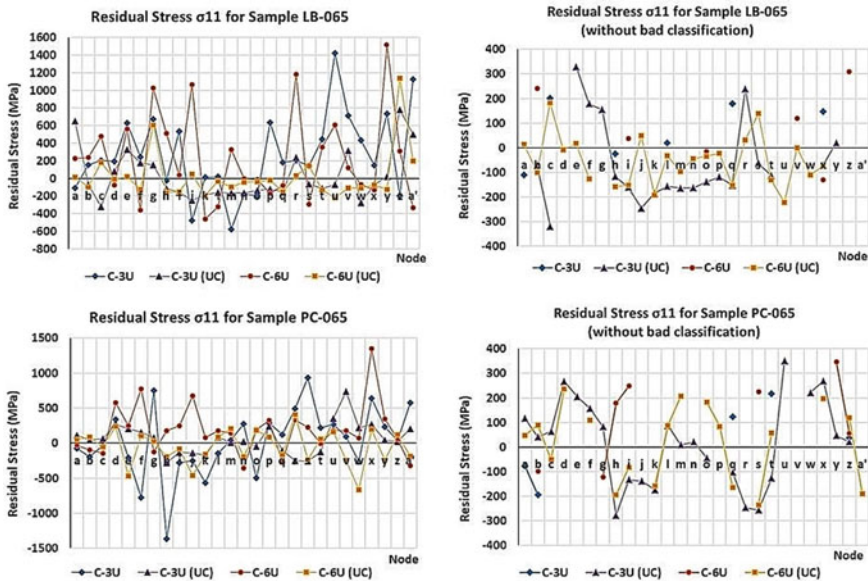 Residual Stress σ11 for Sample LB-065
Residual Stress (MPa)
1600
1400
1200
1000
800
600
400
200
0
-200
-400
-600
-800
a b c d e f g h i j k l m n o p q r s t u v w x y z a'
Node
C-3U C-3U (UC) C-6U C-6U (UC)
Residual Stress σ11 for Sample LB-065
(without bad classification)
Residual Stress (MPa)
400
300
200
100
0
-100
-200
-300
-400
a b c d e f g h i j k l m n o p q r s t u v w x y z a'
Node
C-3U C-3U (UC) C-6U C-6U (UC)
Residual Stress σ11 for Sample PC-065
Residual Stress (MPa)
1500
1000
500
0
-500
-1000
-1500
a b c d e f g h i j k l m n o p q r s t u v w x y z a'
Node
C-3U C-3U (UC) C-6U C-6U (UC)
Residual Stress σ11 for Sample PC-065
(without bad classification)
Residual Stress (MPa)
400
300
200
100
0
-100
-200
-300
-400
a b c d e f g h i j k l m n o p q r s t u v w x y z a'
Node
C-3U C-3U (UC) C-6U C-6U (UC)